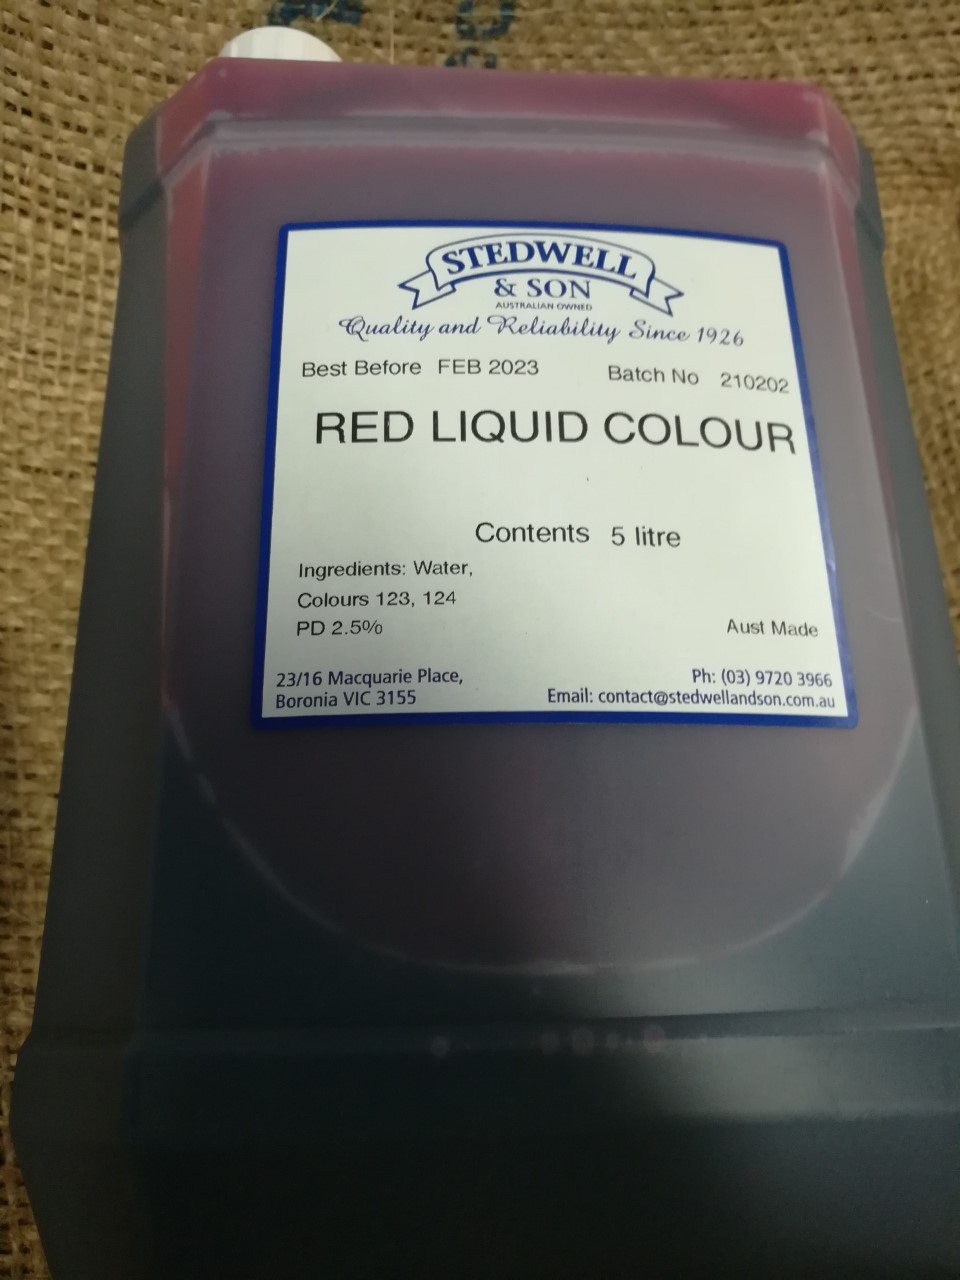 STEDWELL
& SON
AUSTRALIAN OWNED
Quality and Reliability Since 1926
Best Before FEB 2023 Batch No 210202
RED LIQUID COLOUR
Contents 5 litre
Ingredients: Water,
Colours 123, 124
PD 2.5% Aust Made
23/16 Macquarie Place, Ph: (03) 9720 3966
Boronia VIC 3155 Email: contact@stedwellandson.com.au